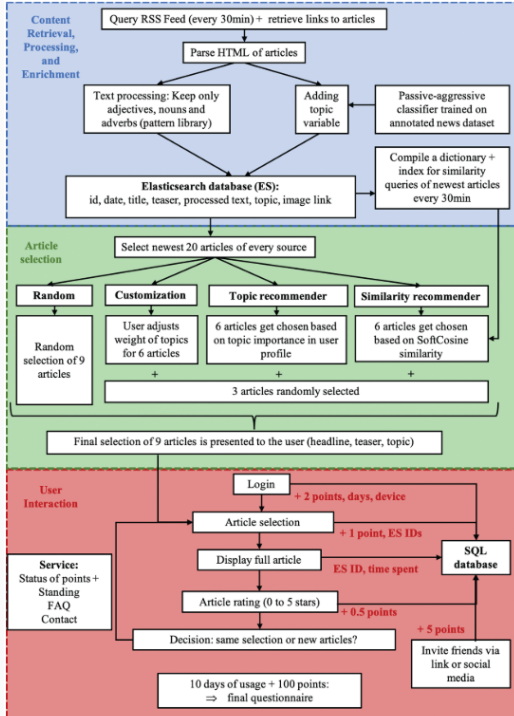 Content
Retrieval,
Processing,
and
Enrichment
Query RSS Feed (every 30min) + retrieve links to articles
Parse HTML of articles
Text processing: Keep only
adjectives, nouns and
adverbs (pattern library)
Adding
topic
variable
Passive-aggressive
classifier trained on
annotated news dataset
Elasticsearch database (ES):
id, date, title, teaser, processed text, topic, image link
Compile a dictionary +
index for similarity
queries of newest articles
every 30min
Article
selection
Select newest 20 articles of every source
Random
Customization
Topic recommender
Similarity recommender
Random
selection of 9
articles
User adjusts
weight of topics
for 6 articles
6 articles get chosen based
on topic importance in user
profile
6 articles get chosen
based on SoftCosine
similarity
+
+
+
3 articles randomly selected
Final selection of 9 articles is presented to the user (headline, teaser, topic)
User
Interaction
Login
+ 2 points, days, device
Article selection
+ 1 point, ES IDs
Display full article
ES ID, time spent
SQL
database
Service:
Status of points +
Standing
FAQ
Contact
Article rating (0 to 5 stars)
+ 0.5 points
Decision: same selection or new articles?
+ 5 points
Invite friends via
link or social
media
10 days of usage + 100 points:
⇒ final questionnaire